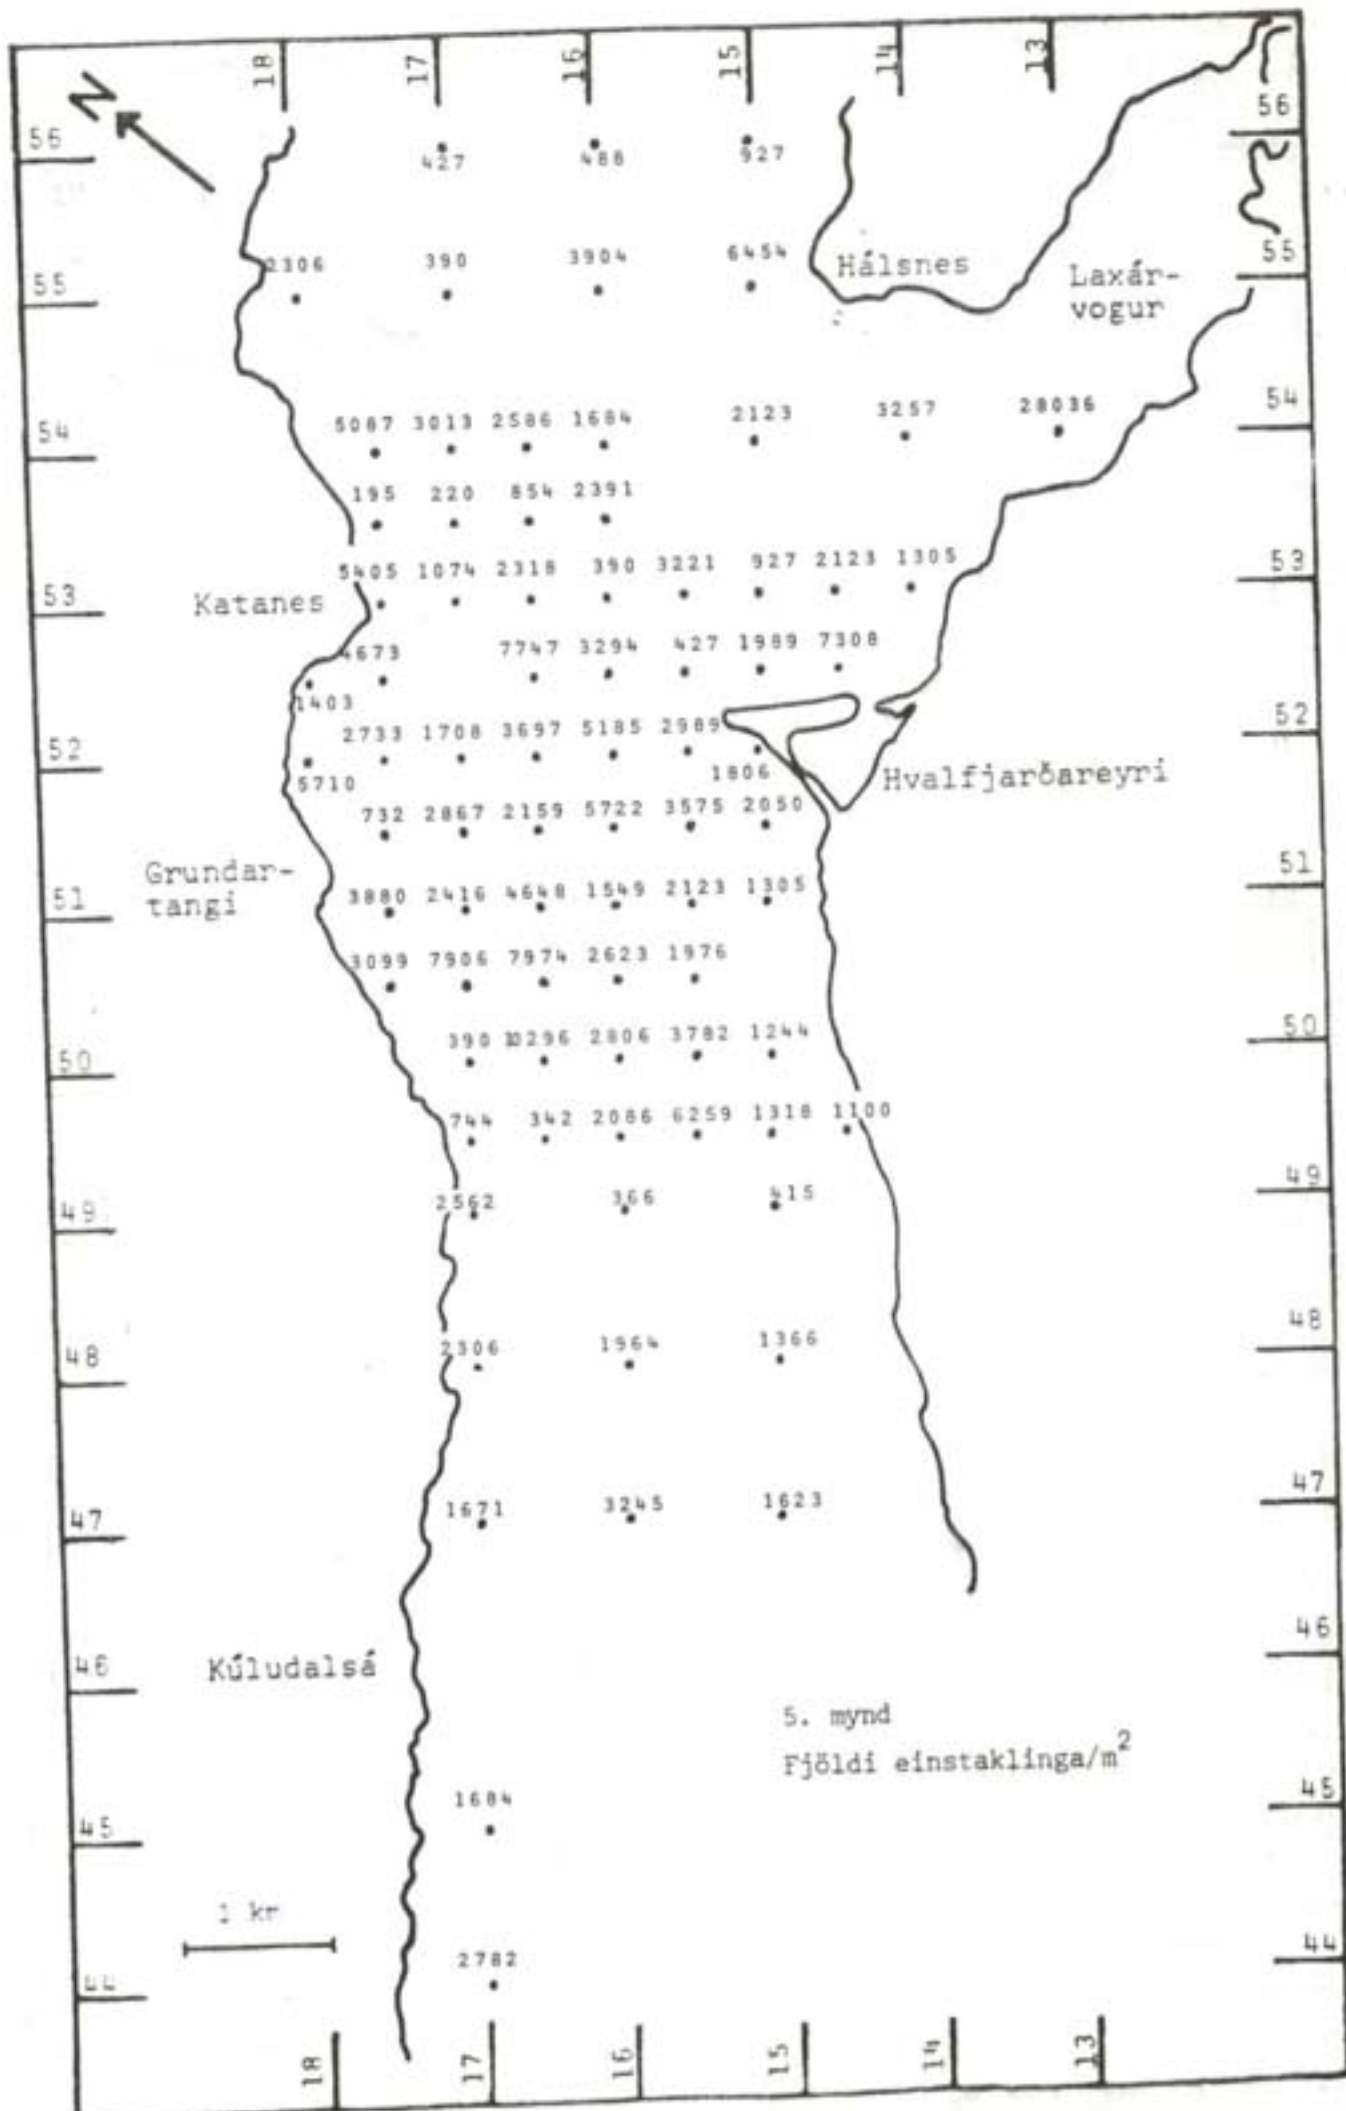 18 17 16 15 14 13
N
56 56
427 488 927
2306 390 3904 6454
Hálsnes
Laxár-
vogur
55 55
5087 3013 2586 1684 2123 3257 28036
54 54
195 220 854 2391
5405 1074 2318 390 3221 927 2123 1305
53 53
Katanes
4673 7747 3294 427 1989 7308
1403
2733 1708 3697 5185 2989
52 52
5710 1806
Hvalfjarðareyri
732 2867 2159 5722 3575 2050
Grundar-
tangi
51 51
3880 2416 4648 1549 2123 1305
3099 7906 7974 2623 1976
390 10296 2806 3782 1244
50 50
744 342 2086 6259 1318 1100
2562 366 415
49 49
2306 1964 1366
48 48
1671 3245 1623
47 47
Kúludalsá
46 46
5. mynd
Fjöldi einstaklinga/m²
1684
45 45
1 km
2782
44 44
18 17 16 15 14 13